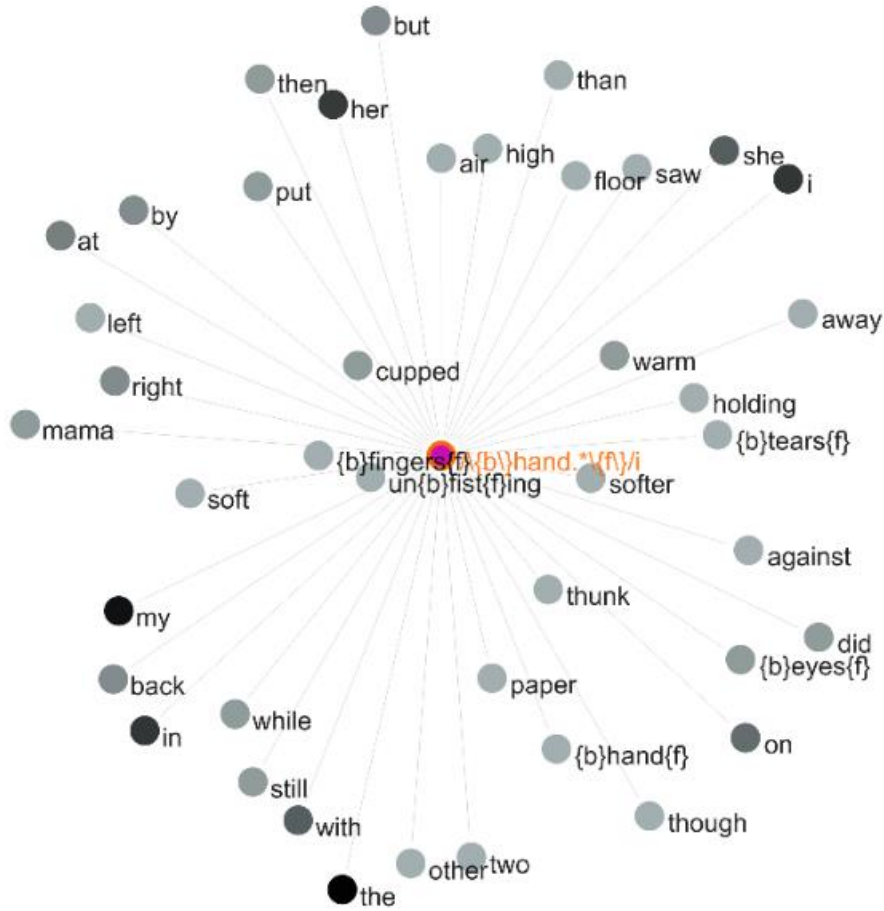 but
then
than
her
air
high
she
floor
saw
put
i
by
at
left
away
cupped
warm
right
holding
mama
{b}tears{f}
{b}fingers{f}
\{b\}hand.*\{f\}/i
un{b}fist{f}ing
softer
soft
against
thunk
my
did
{b}eyes{f}
back
paper
while
in
on
{b}hand{f}
still
with
though
other
two
the